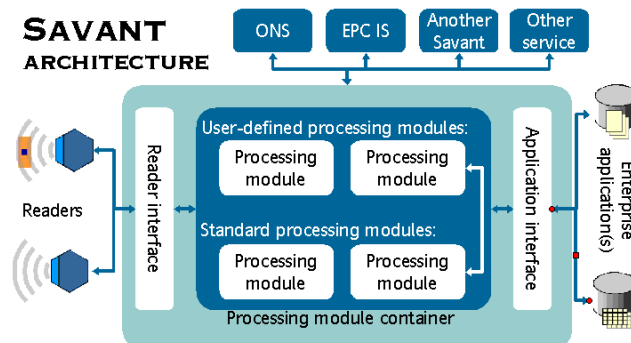 SAVANT
ARCHITECTURE
ONS
EPC IS
Another
Savant
Other
service
Readers
Reader interface
User-defined processing modules:
Processing
module
Processing
module
Standard processing modules:
Processing
module
Processing
module
Processing module container
Application interface
Enterprise
application(s)